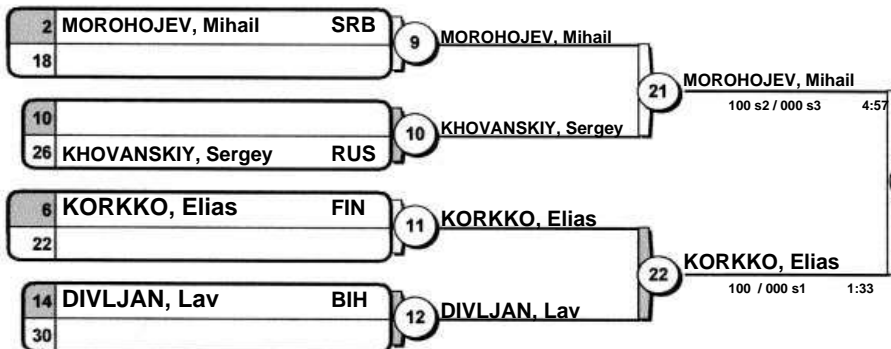 2 MOROHOJEV, Mihail SRB
18
9
MOROHOJEV, Mihail
10
26 KHOVANSKIY, Sergey RUS
10
KHOVANSKIY, Sergey
21
MOROHOJEV, Mihail
100 s2 / 000 s3 4:57
6 KORKKO, Elias FIN
22
11
KORKKO, Elias
14 DIVLJAN, Lav BIH
30
12
DIVLJAN, Lav
22
KORKKO, Elias
100 / 000 s1 1:33